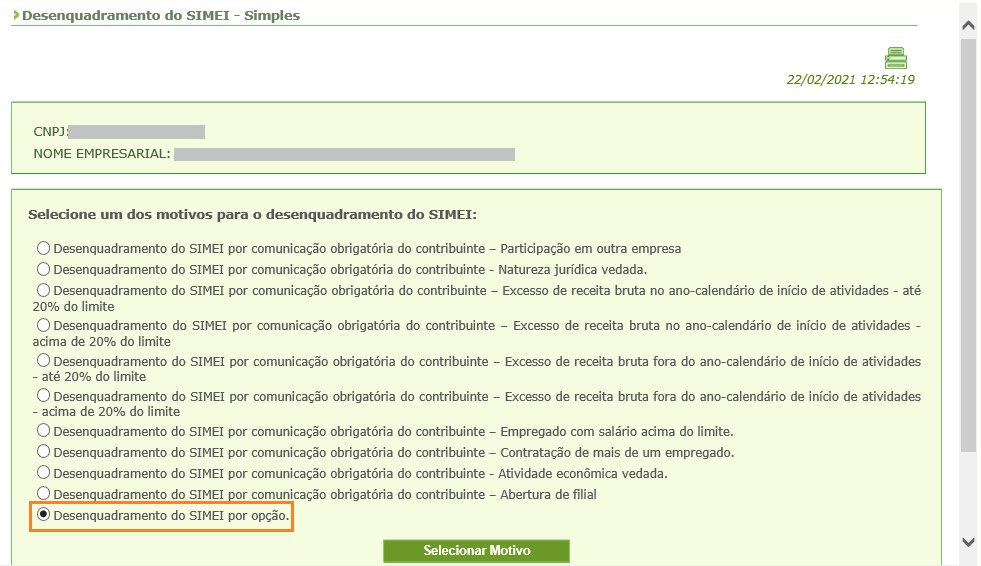 Desenquadramento do SIMEI - Simples
22/02/2021 12:54:19
CNPJ:
NOME EMPRESARIAL:
Selecione um dos motivos para o desenquadramento do SIMEI:
Desenquadramento do SIMEI por comunicação obrigatória do contribuinte – Participação em outra empresa
Desenquadramento do SIMEI por comunicação obrigatória do contribuinte - Natureza jurídica vedada.
Desenquadramento do SIMEI por comunicação obrigatória do contribuinte – Excesso de receita bruta no ano-calendário de início de atividades - até
20% do limite
Desenquadramento do SIMEI por comunicação obrigatória do contribuinte – Excesso de receita bruta no ano-calendário de início de atividades -
acima de 20% do limite
Desenquadramento do SIMEI por comunicação obrigatória do contribuinte – Excesso de receita bruta fora do ano-calendário de início de atividades
- até 20% do limite
Desenquadramento do SIMEI por comunicação obrigatória do contribuinte – Excesso de receita bruta fora do ano-calendário de início de atividades
- acima de 20% do limite
Desenquadramento do SIMEI por comunicação obrigatória do contribuinte – Empregado com salário acima do limite.
Desenquadramento do SIMEI por comunicação obrigatória do contribuinte – Contratação de mais de um empregado.
Desenquadramento do SIMEI por comunicação obrigatória do contribuinte - Atividade econômica vedada.
Desenquadramento do SIMEI por comunicação obrigatória do contribuinte – Abertura de filial
Desenquadramento do SIMEI por opção.
Selecionar Motivo